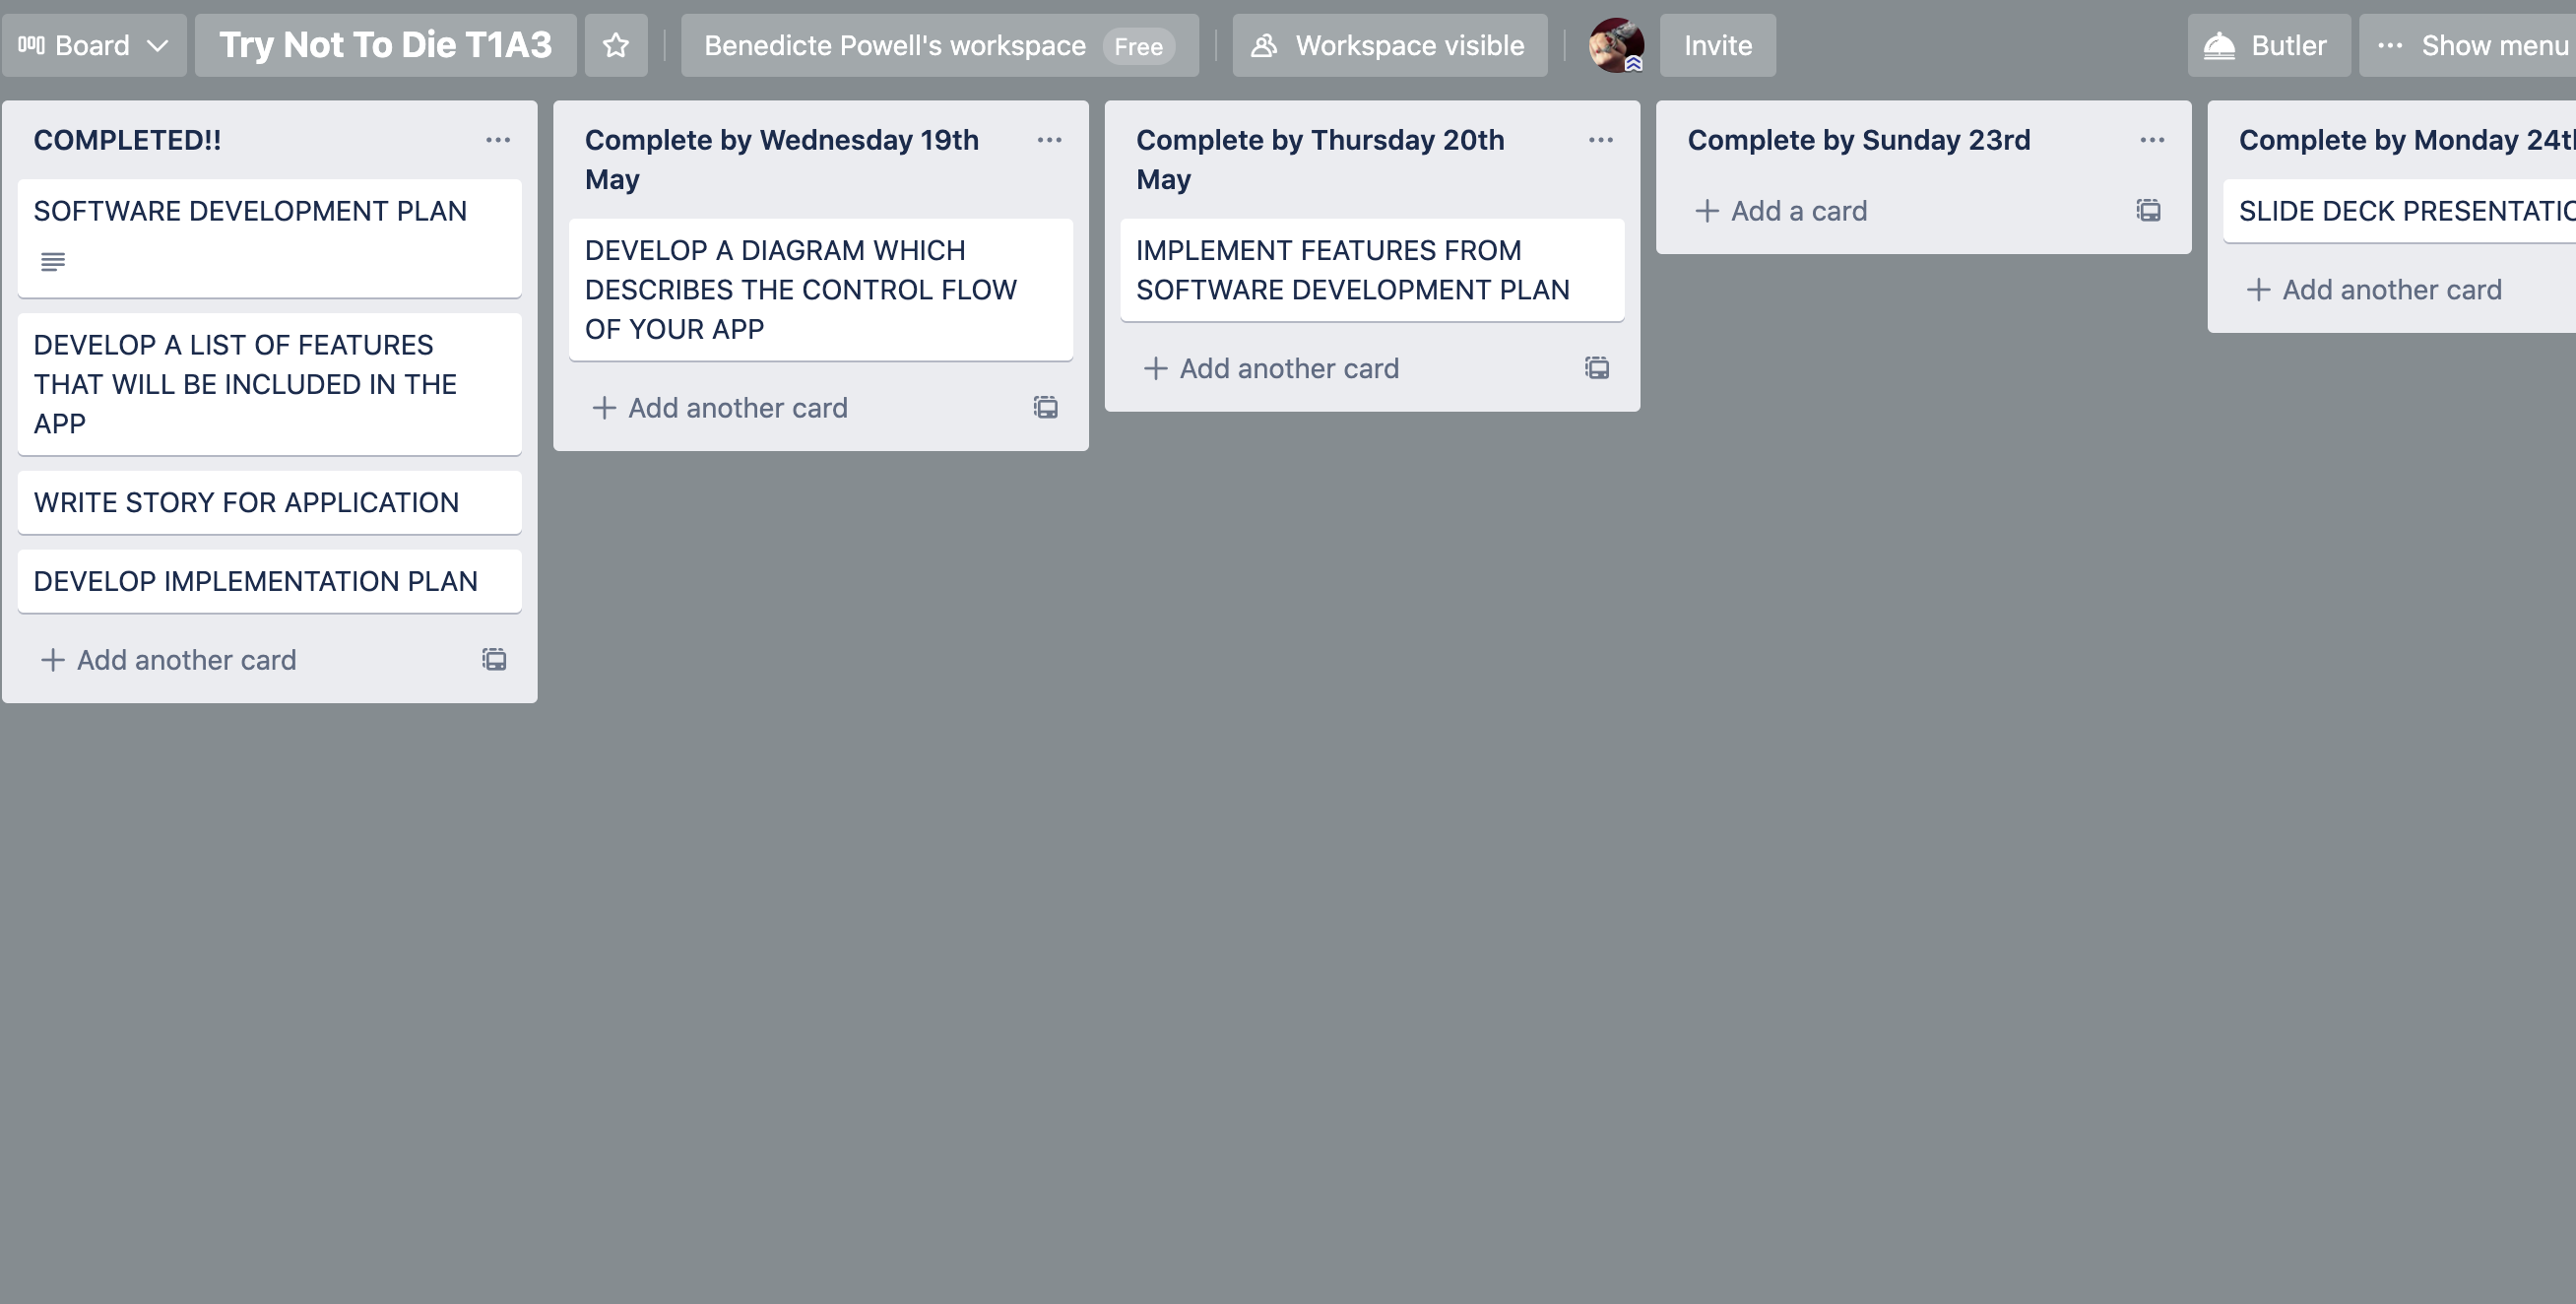 Board
Try Not To Die T1A3
Benedicte Powell's workspace Free
Workspace visible
Invite
Butler
Show menu
COMPLETED!!
SOFTWARE DEVELOPMENT PLAN
DEVELOP A LIST OF FEATURES
THAT WILL BE INCLUDED IN THE
APP
WRITE STORY FOR APPLICATION
DEVELOP IMPLEMENTATION PLAN
Add another card
Complete by Wednesday 19th
May
DEVELOP A DIAGRAM WHICH
DESCRIBES THE CONTROL FLOW
OF YOUR APP
Add another card
Complete by Thursday 20th
May
IMPLEMENT FEATURES FROM
SOFTWARE DEVELOPMENT PLAN
Add another card
Complete by Sunday 23rd
Add a card
Complete by Monday
SLIDE DECK
Add another card